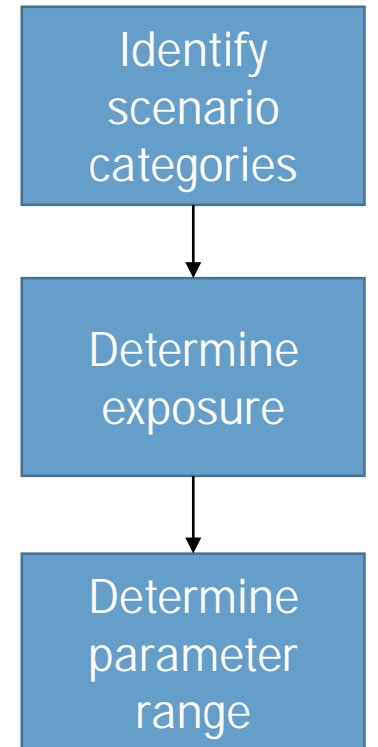 Identify
scenario
categories
Determine
exposure
Determine
parameter
range